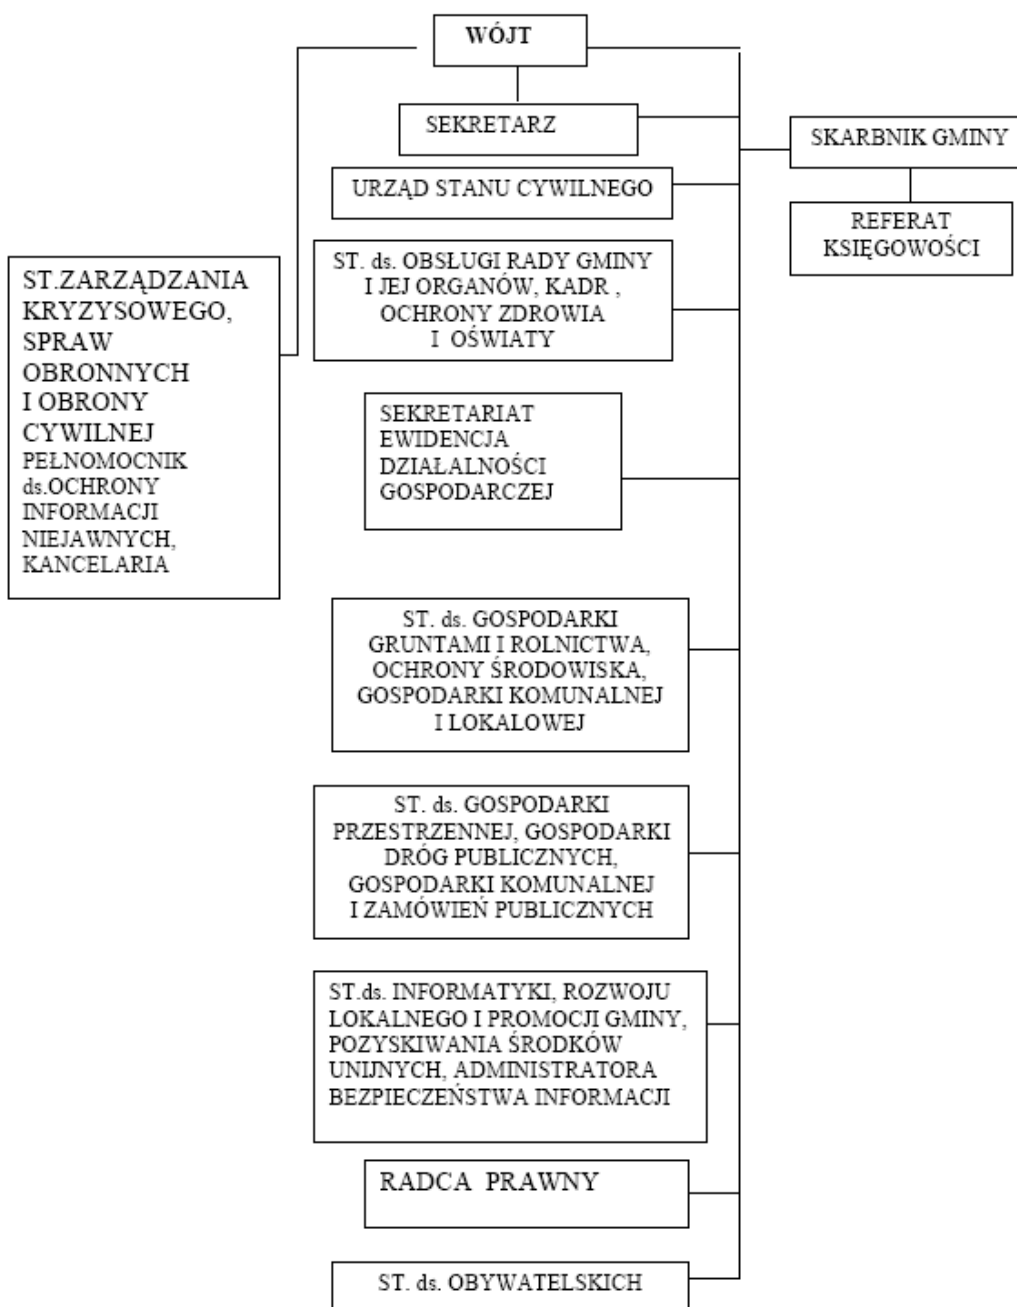 WÓJT
SEKRETARZ
SKARBNIK GMINY
URZĄD STANU CYWILNEGO
REFERAT
KSIĘGOWOŚCI
ST.ZARZĄDZANIA
KRYZYSOWEGO,
SPRAW
OBRONNYCH
I OBRONY
CYWILNEJ
PEŁNOMOCNIK
ds.OCHRONY
INFORMACJI
NIEJAWNYCH,
KANCELARIA
ST. ds. OBSŁUGI RADY GMINY
I JEJ ORGANÓW, KADR ,
OCHRONY ZDROWIA
I OŚWIATY
SEKRETARIAT
EWIDENCJA
DZIAŁALNOŚCI
GOSPODARCZEJ
ST. ds. GOSPODARKI
GRUNTAMI I ROLNICTWA,
OCHRONY ŚRODOWISKA,
GOSPODARKI KOMUNALNEJ
I LOKALOWEJ
ST. ds. GOSPODARKI
PRZESTRZENNEJ, GOSPODARKI
DRÓG PUBLICZNYCH,
GOSPODARKI KOMUNALNEJ
I ZAMÓWIEŃ PUBLICZNYCH
ST.ds. INFORMATYKI, ROZWOJU
LOKALNEGO I PROMOCJI GMINY,
POZYSKIWANIA ŚRODKÓW
UNIJNYCH, ADMINISTRATORA
BEZPIECZEŃSTWA INFORMACJI
RADCA PRAWNY
ST. ds. OBYWATELSKICH